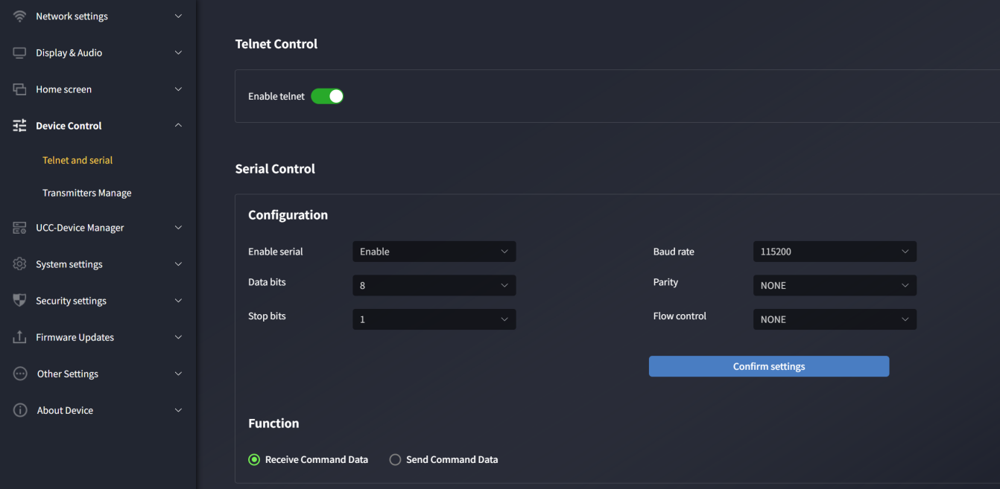 Network settings
Display & Audio
Home screen
Device Control
Telnet and serial
Transmitters Manage
UCC-Device Manager
System settings
Security settings
Firmware Updates
Other Settings
About Device
Telnet Control
Enable telnet
Serial Control
Configuration
Enable serial Enable Baud rate 115200
Data bits 8 Parity NONE
Stop bits 1 Flow control NONE
Confirm settings
Function
Receive Command Data Send Command Data